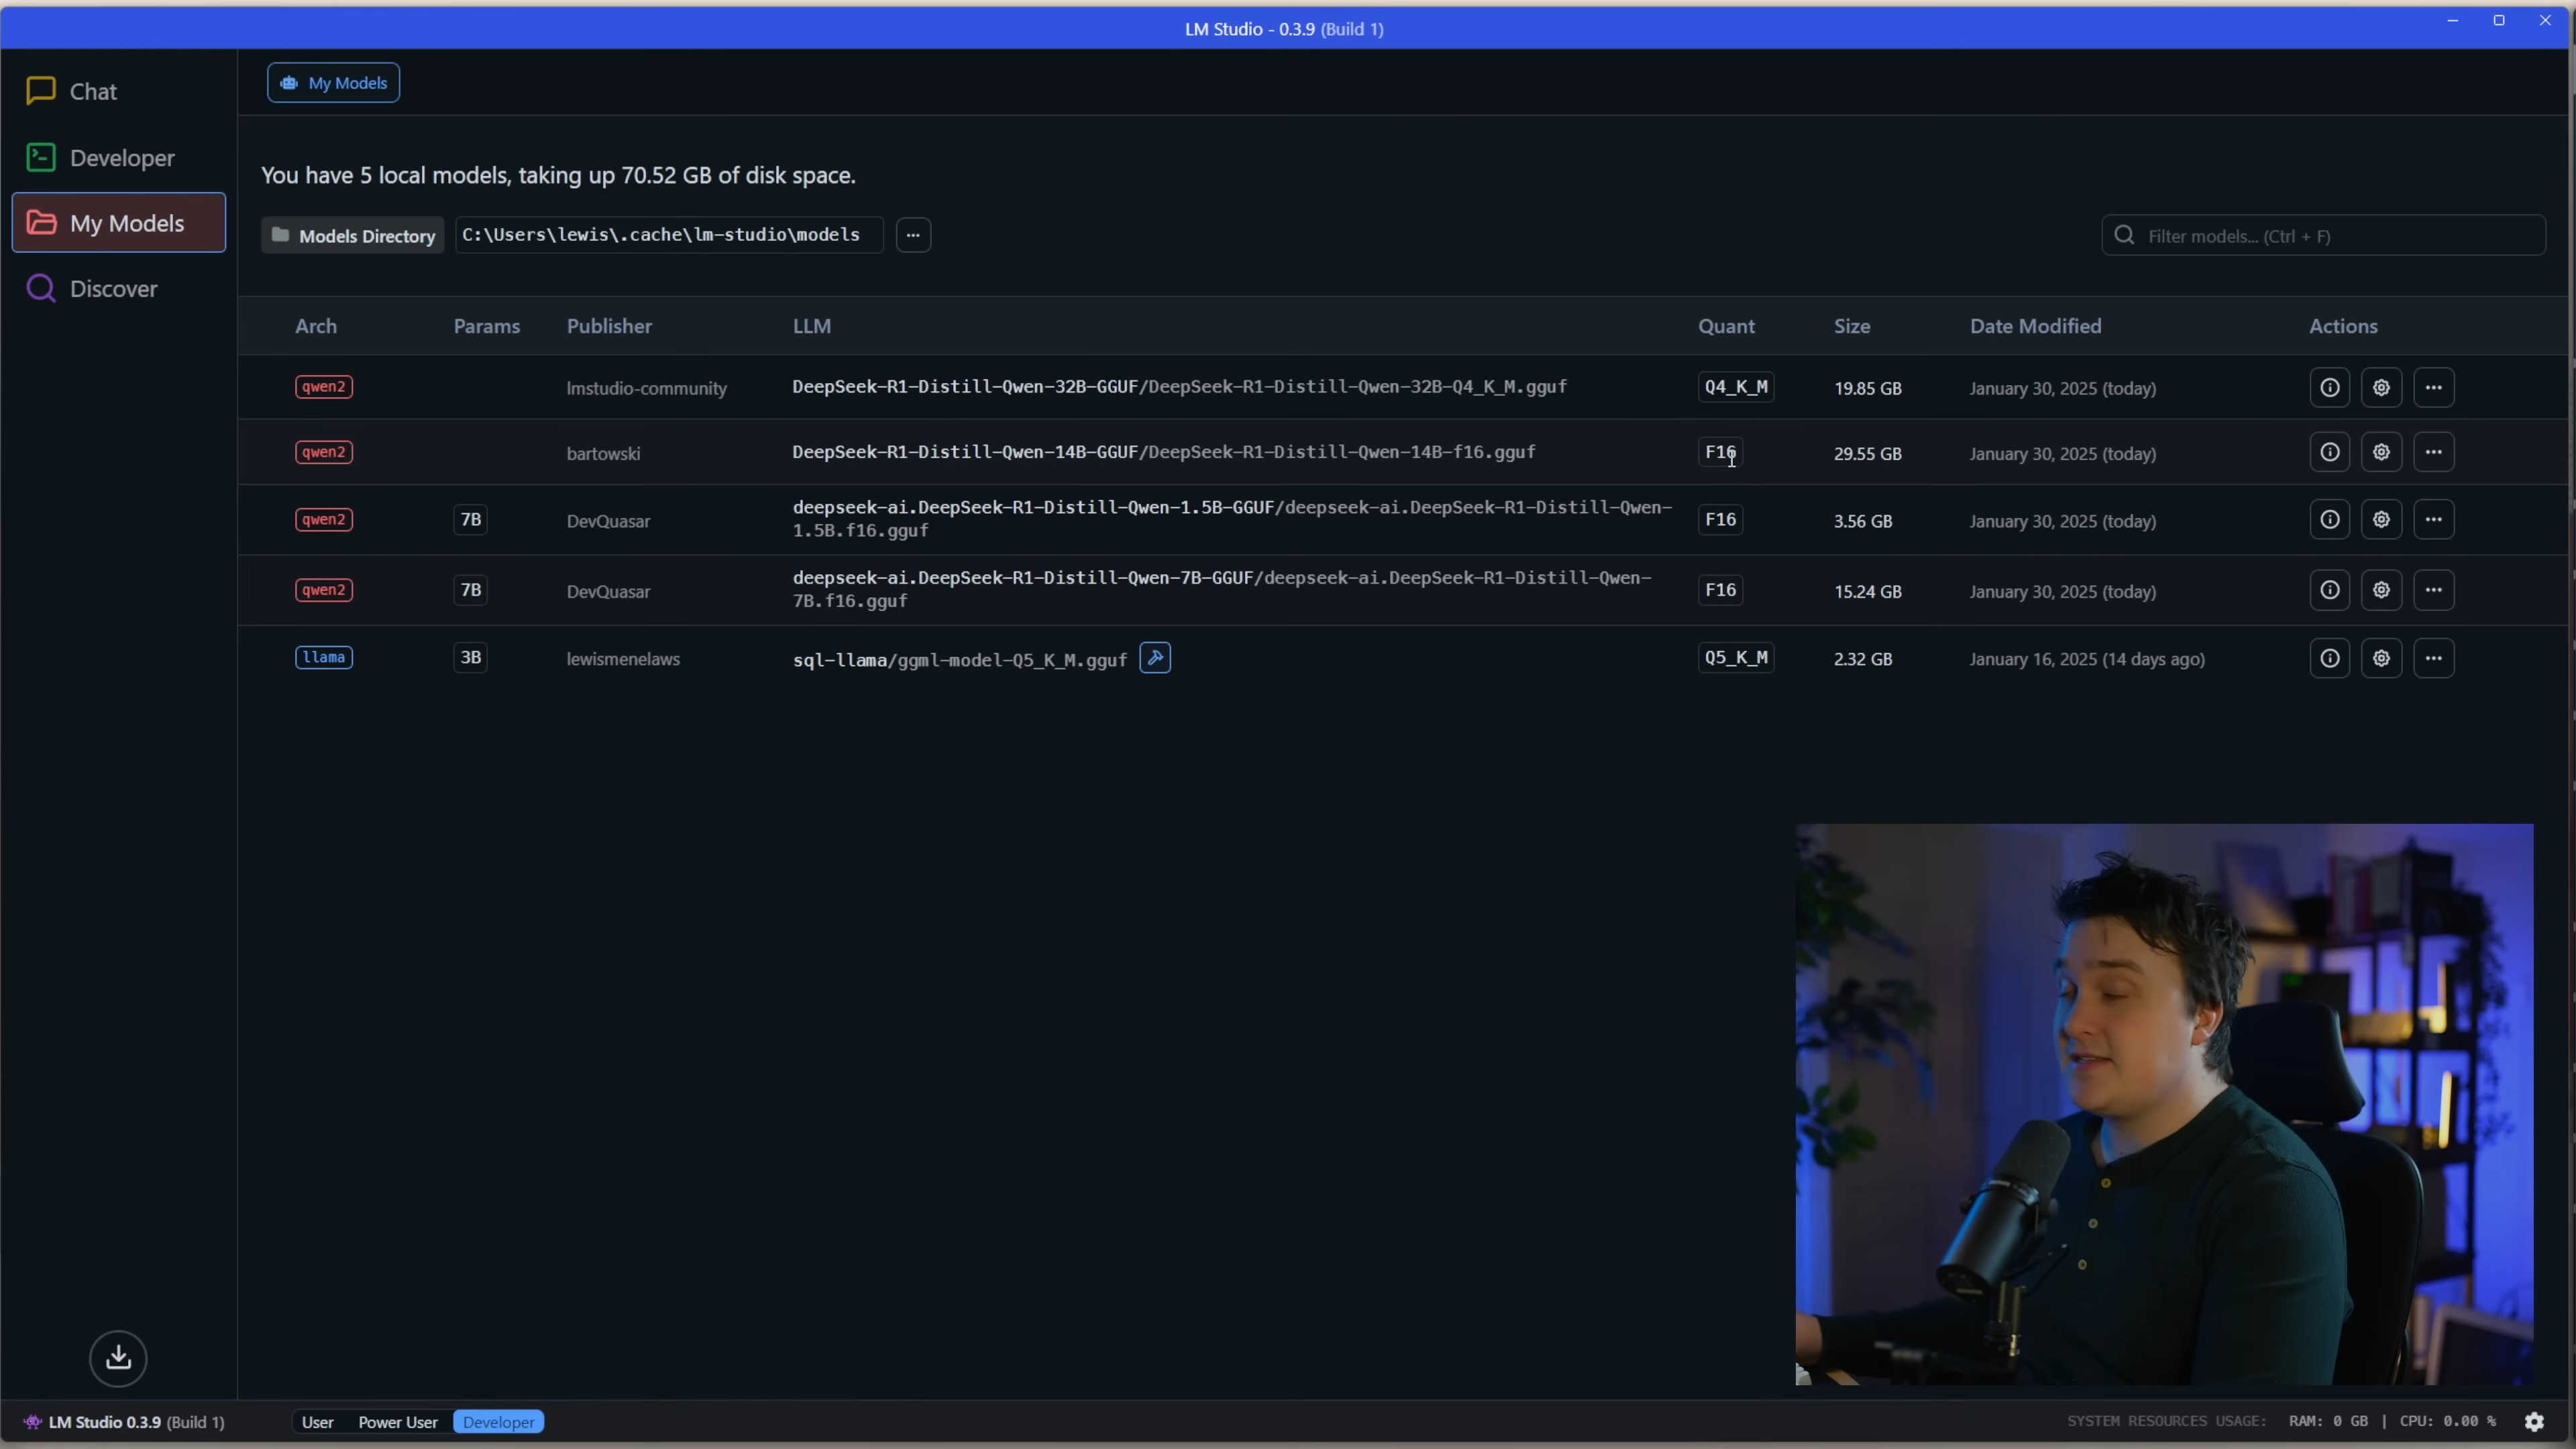 LM Studio - 0.3.9 (Build 1)
Chat
Developer
My Models
Discover
My Models
You have 5 local models, taking up 70.52 GB of disk space.
Models Directory C:\Users\lewis\.cache\lm-studio\models ...
Filter models... (Ctrl + F)
Arch Params Publisher LLM Quant Size Date Modified Actions
qwen2 lmstudio-community DeepSeek-R1-Distill-Qwen-32B-GGUF/DeepSeek-R1-Distill-Qwen-32B-Q4_K_M.gguf Q4_K_M 19.85 GB January 30, 2025 (today)
qwen2 bartowski DeepSeek-R1-Distill-Qwen-14B-GGUF/DeepSeek-R1-Distill-Qwen-14B-f16.gguf F16 29.55 GB January 30, 2025 (today)
qwen2 7B DevQuasar deepseek-ai.DeepSeek-R1-Distill-Qwen-1.5B-GGUF/deepseek-ai.DeepSeek-R1-Distill-Qwen-
1.5B.f16.gguf F16 3.56 GB January 30, 2025 (today)
qwen2 7B DevQuasar deepseek-ai.DeepSeek-R1-Distill-Qwen-7B-GGUF/deepseek-ai.DeepSeek-R1-Distill-Qwen-
7B.f16.gguf F16 15.24 GB January 30, 2025 (today)
llama 3B lewismenelaws sql-llama/ggml-model-Q5_K_M.gguf Q5_K_M 2.32 GB January 16, 2025 (14 days ago)
LM Studio 0.3.9 (Build 1) User Power User Developer SYSTEM RESOURCES USAGE: RAM: 0 GB | CPU: 0.00 %